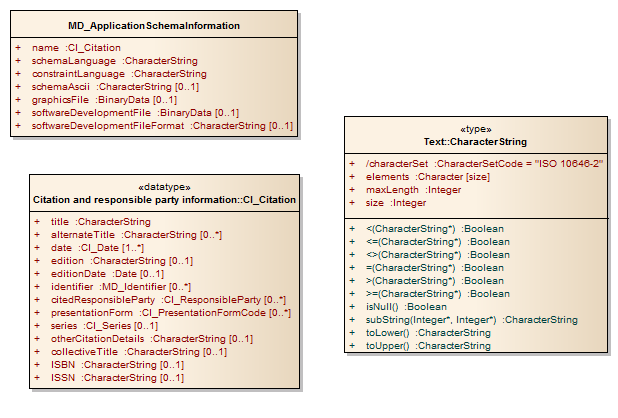 MD_ApplicationSchemaInformation
+ name :CI_Citation
+ schemaLanguage :CharacterString
+ constraintLanguage :CharacterString
+ schemaAscii :CharacterString [0..1]
+ graphicsFile :BinaryData [0..1]
+ softwareDevelopmentFile :BinaryData [0..1]
+ softwareDevelopmentFileFormat :CharacterString [0..1]
«datatype»
Citation and responsible party information::CI_Citation
+ title :CharacterString
+ alternateTitle :CharacterString [0..*]
+ date :CI_Date [1..*]
+ edition :CharacterString [0..1]
+ editionDate :Date [0..1]
+ identifier :MD_Identifier [0..*]
+ citedResponsibleParty :CI_ResponsibleParty [0..*]
+ presentationForm :CI_PresentationFormCode [0..*]
+ series :CI_Series [0..1]
+ otherCitationDetails :CharacterString [0..1]
+ collectiveTitle :CharacterString [0..1]
+ ISBN :CharacterString [0..1]
+ ISSN :CharacterString [0..1]
«type»
Text::CharacterString
+ /characterSet :CharacterSetCode = "ISO 10646-2"
+ elements :Character [size]
+ maxLength :Integer
+ size :Integer
+ <(CharacterString*) :Boolean
+ <=(CharacterString*) :Boolean
+ <>(CharacterString*) :Boolean
+ =(CharacterString*) :Boolean
+ >(CharacterString*) :Boolean
+ >=(CharacterString*) :Boolean
+ isNull() :Boolean
+ subString(Integer*, Integer*) :CharacterString
+ toLower() :CharacterString
+ toUpper() :CharacterString